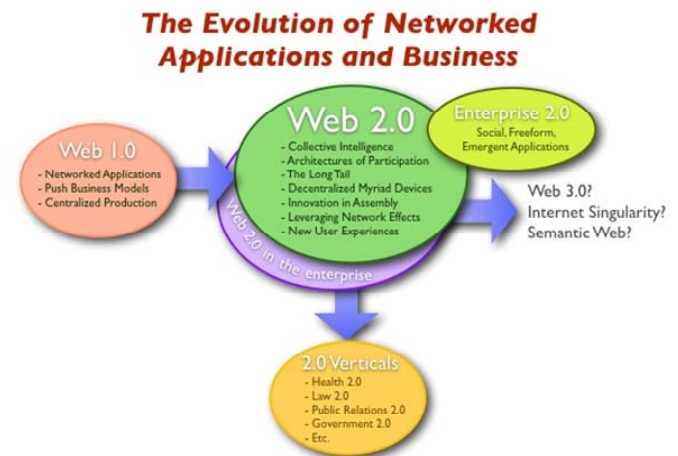 The Evolution of Networked
Applications and Business
Web 1.0
- Networked Applications
- Push Business Models
- Centralized Production
Web 2.0
- Collective Intelligence
- Architectures of Participation
- The Long Tail
- Decentralized Myriad Devices
- Innovation in Assembly
- Leveraging Network Effects
- New User Experiences
Web 2.0 in the enterprise
Enterprise 2.0
Social, Freeform,
Emergent Applications
Web 3.0?
Internet Singularity?
Semantic Web?
2.0 Verticals
- Health 2.0
- Law 2.0
- Public Relations 2.0
- Government 2.0
- Etc.